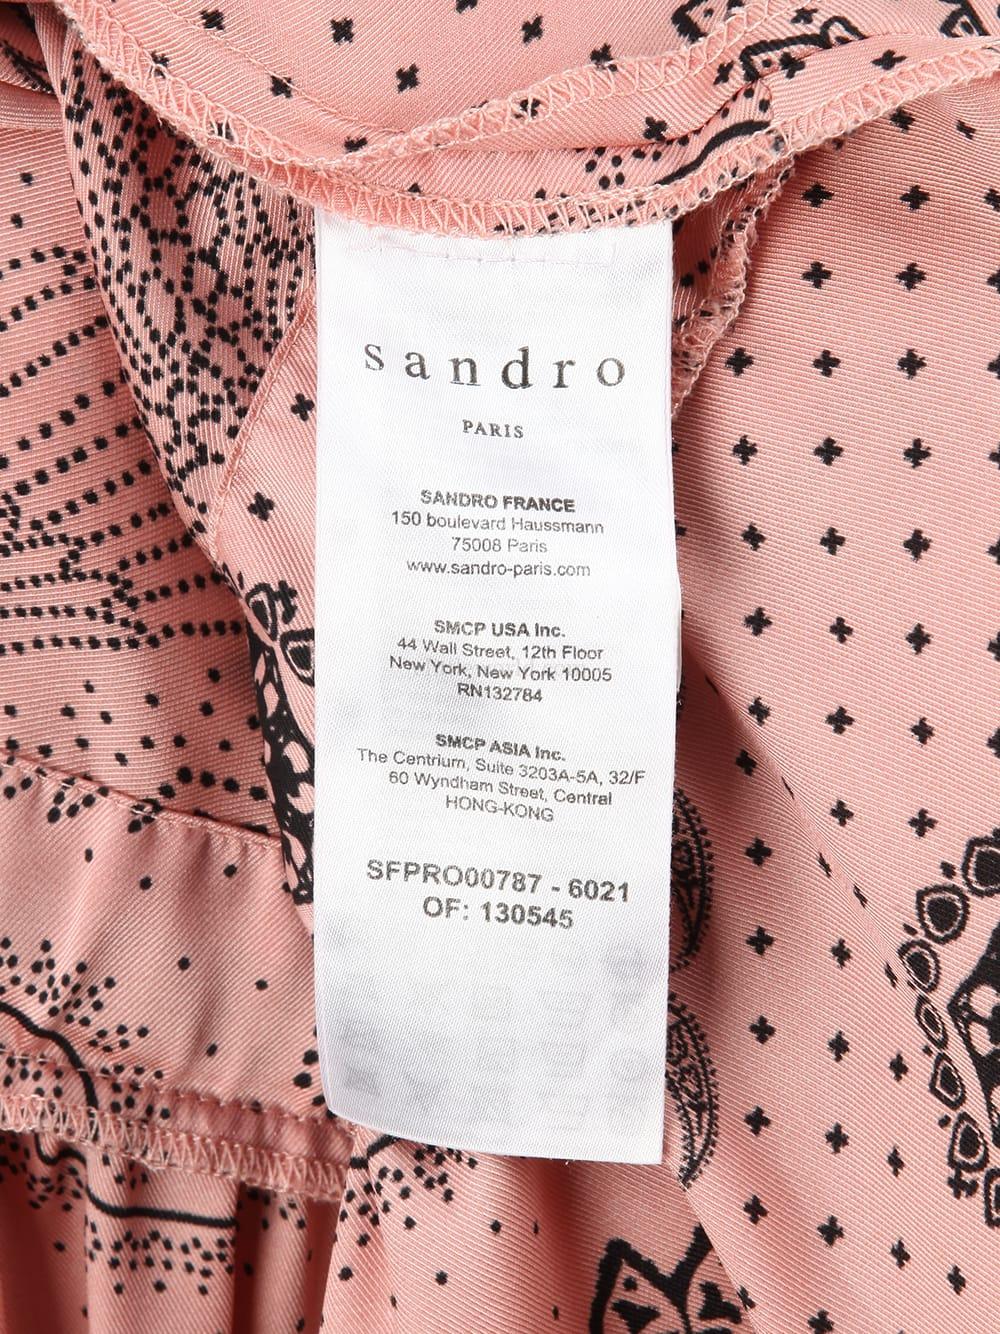 sandro
PARIS
SANDRO FRANCE
150 boulevard Haussmann
75008 Paris
www.sandro-paris.com
SMCP USA Inc.
44 Wall Street, 12th Floor
New York, New York 10005
RN132784
SMCP ASIA Inc.
The Centrium, Suite 3203A-5A, 32/F
60 Wyndham Street, Central
HONG-KONG
SFPRO00787 - 6021
OF: 130545